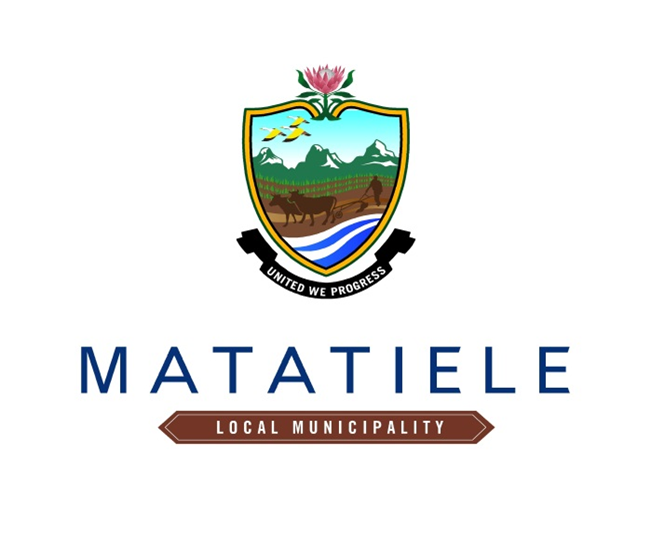 UNITED WE PROGRESS
MATATIELE
LOCAL MUNICIPALITY